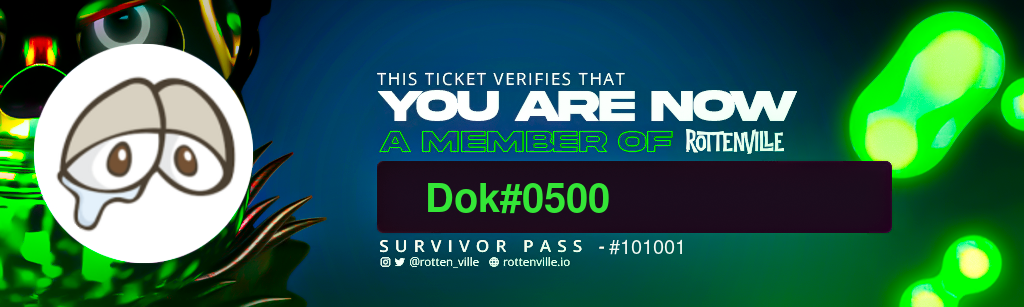 THIS TICKET VERIFIES THAT
YOU ARE NOW
A MEMBER OF ROTTENVILLE
Dok#0500
SURVIVOR PASS - #101001
@rotten_ville rottenville.io